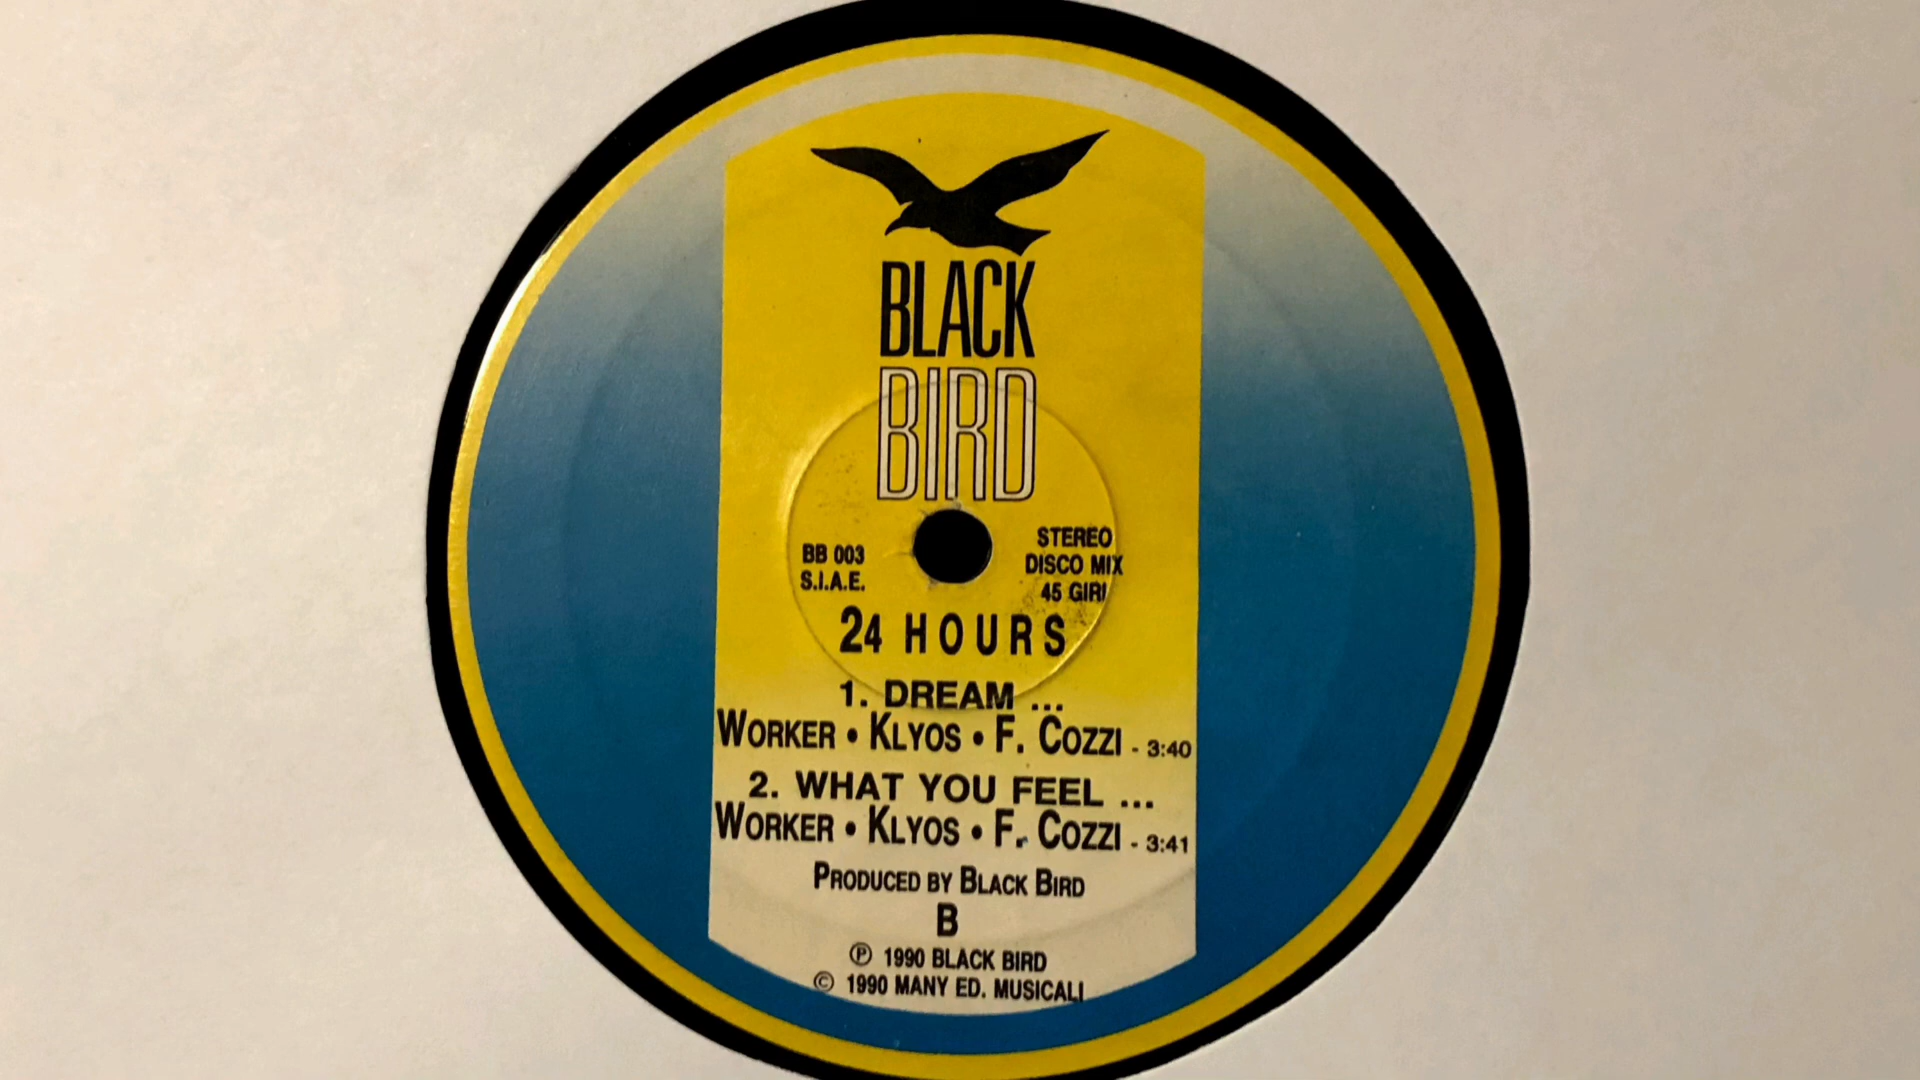 BLACK
BIRD
BB 003
S.I.A.E.
STEREO
DISCO MIX
45 GIRI
24 HOURS
1. DREAM ...
WORKER • KLYOS • F. COZZI - 3:40
2. WHAT YOU FEEL ...
WORKER • KLYOS • F. COZZI - 3:41
PRODUCED BY BLACK BIRD
B
℗ 1990 BLACK BIRD
© 1990 MANY ED. MUSICALI